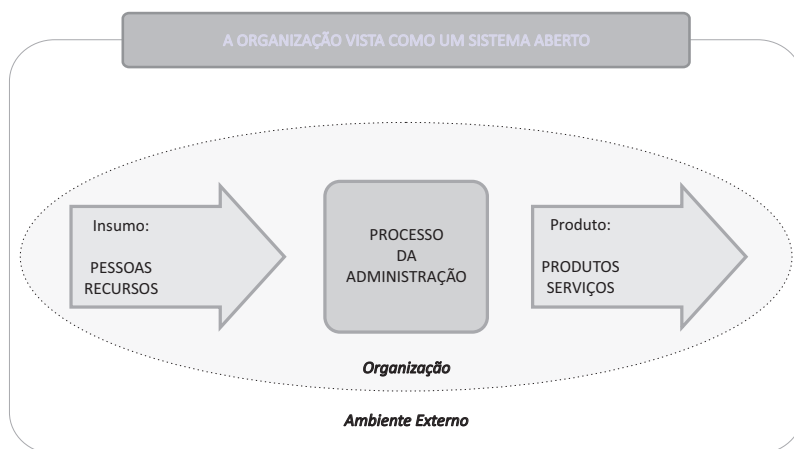 A ORGANIZAÇÃO VISTA COMO UM SISTEMA ABERTO
Insumo:
PESSOAS
RECURSOS
PROCESSO
DA
ADMINISTRAÇÃO
Produto:
PRODUTOS
SERVIÇOS
Organização
Ambiente Externo